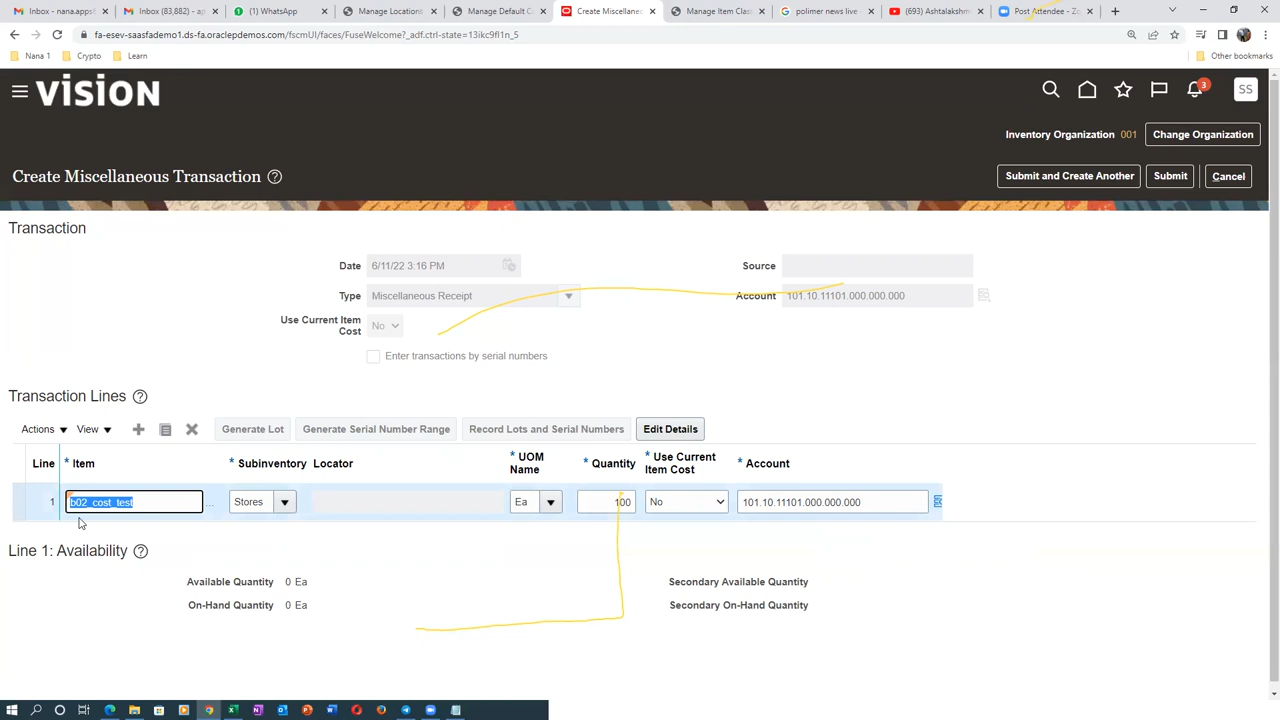 Inbox - nana.apps8
Inbox (83,882) - ap
(1) WhatsApp
Manage Locations
Manage Default C
Create Miscellane
Manage Item Class
polimer news live -
(693) Ashtalakshm
Post Attendee - Zo
fa-esev-saasfademo1.ds-fa.oraclepdemos.com/fscmUI/faces/FuseWelcome?_adf.ctrl-state=13ikc9fl1n_5
Nana 1
Crypto
Learn
Other bookmarks
VISION
3
SS
Inventory Organization 001
Change Organization
Create Miscellaneous Transaction
Submit and Create Another
Submit
Cancel
Transaction
Date 6/11/22 3:16 PM
Source
Type Miscellaneous Receipt
Account 101.10.11101.000.000.000
Use Current Item Cost No
Enter transactions by serial numbers
Transaction Lines
Actions
View
Generate Lot
Generate Serial Number Range
Record Lots and Serial Numbers
Edit Details
Line * Item * Subinventory Locator * UOM Name * Quantity * Use Current Item Cost * Account
1 b02_cost_test ... Stores Ea 100 No 101.10.11101.000.000.000
Line 1: Availability
Available Quantity 0 Ea
Secondary Available Quantity
On-Hand Quantity 0 Ea
Secondary On-Hand Quantity